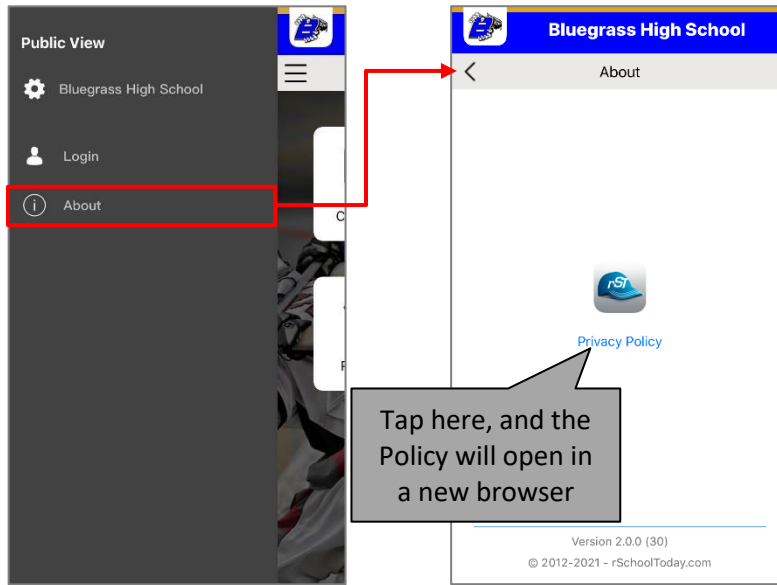 Public View
Bluegrass High School
Login
About
Bluegrass High School
About
rST
Privacy Policy
Tap here, and the
Policy will open in
a new browser
Version 2.0.0 (30)
© 2012-2021 - rSchoolToday.com